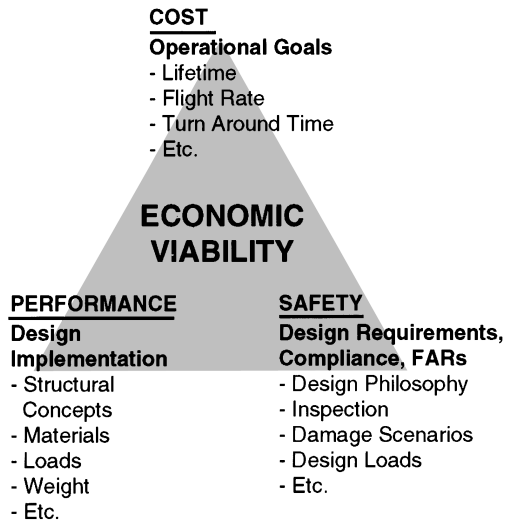 COST
Operational Goals
- Lifetime
- Flight Rate
- Turn Around Time
- Etc.
ECONOMIC
VIABILITY
PERFORMANCE
Design
Implementation
- Structural
Concepts
- Materials
- Loads
- Weight
- Etc.
SAFETY
Design Requirements,
Compliance, FARs
- Design Philosophy
- Inspection
- Damage Scenarios
- Design Loads
- Etc.